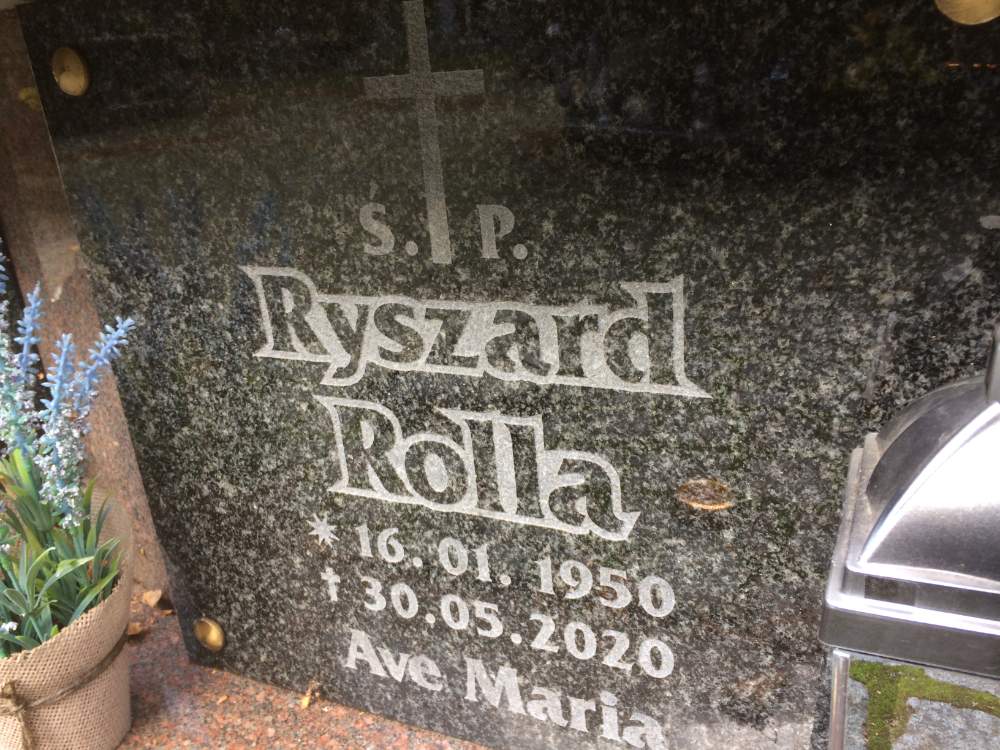 Ś. P.
Ryszard
Rolla
* 16. 01. 1950
† 30.05.2020
Ave Maria